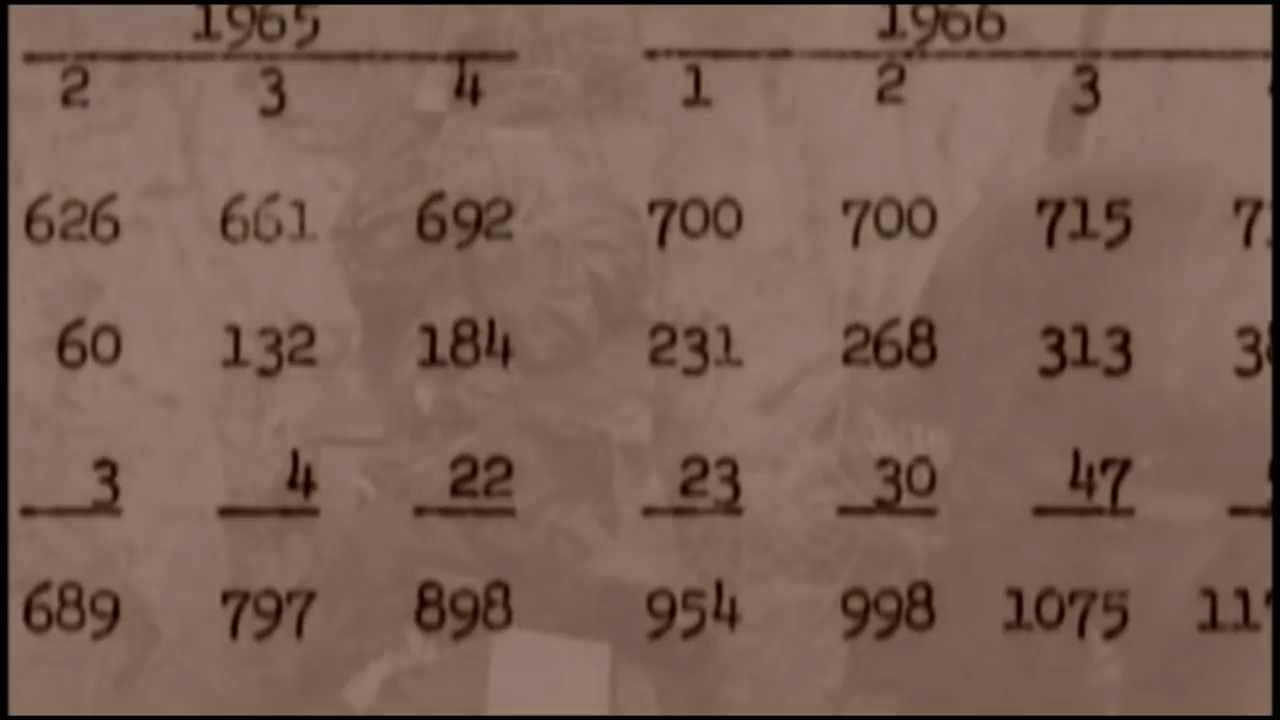 1965 1966
2 3 4 1 2 3
626 661 692 700 700 715
60 132 184 231 268 313
3 4 22 23 30 47
689 797 898 954 998 1075